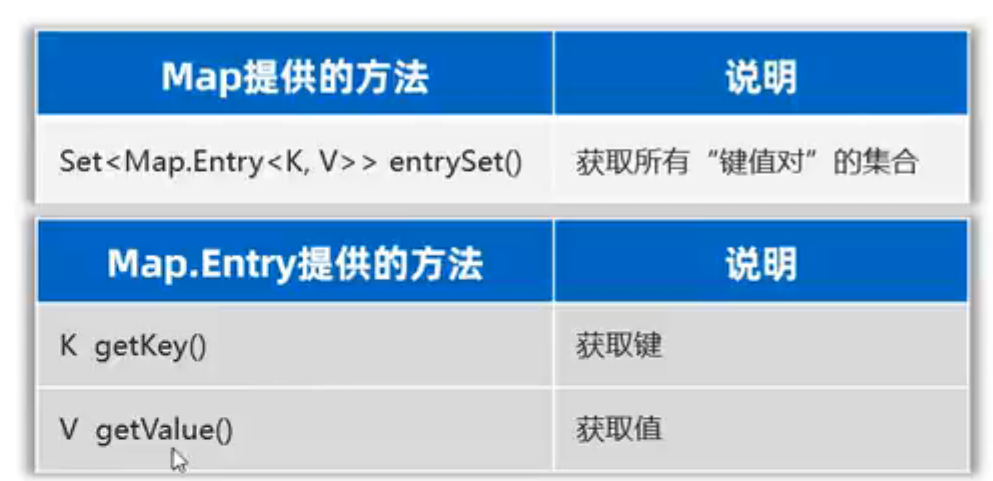 Map提供的方法 说明
Set<Map.Entry<K, V>> entrySet() 获取所有“键值对”的集合
Map.Entry提供的方法 说明
K getKey() 获取键
V getValue() 获取值